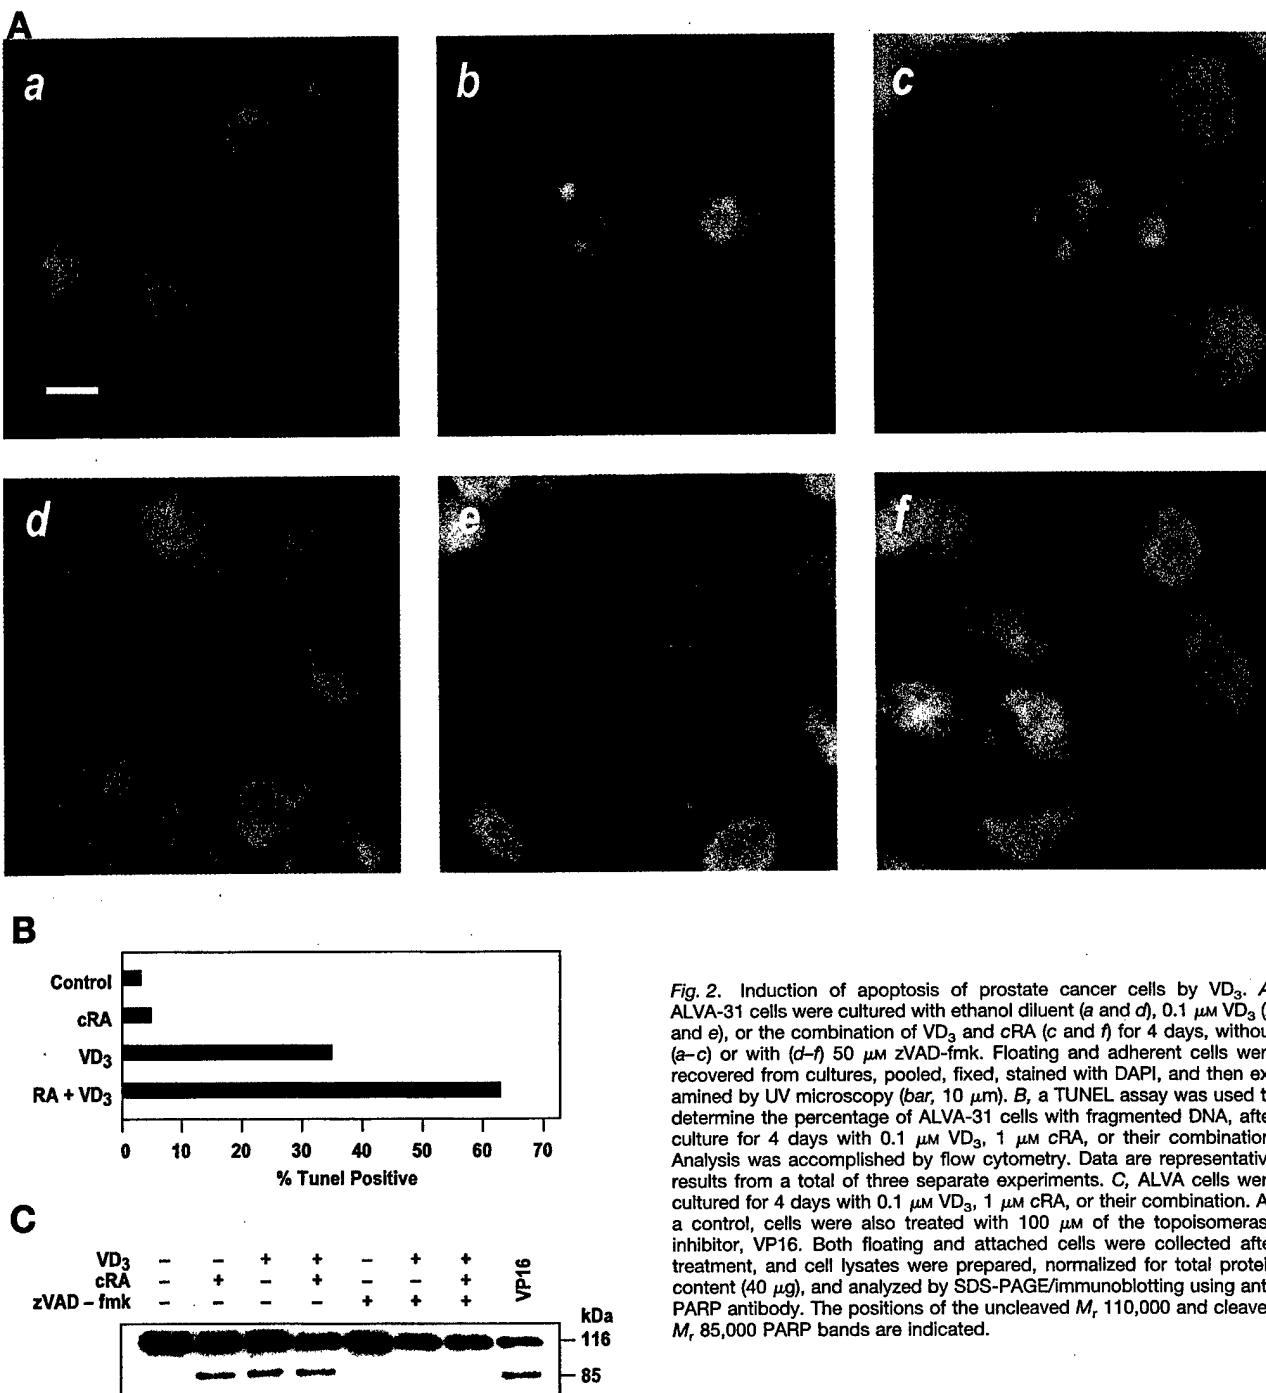 A
a
b
c
d
e
f
B
Control
cRA
VD3
RA + VD3
0 10 20 30 40 50 60 70
% Tunel Positive
C
VD3 – – + + – + + VP16
cRA – + – + – – +
zVAD – fmk – – – – + + +
kDa
116
85
Fig. 2. Induction of apoptosis of prostate cancer cells by VD3. A
ALVA-31 cells were cultured with ethanol diluent (a and d), 0.1 μM VD3 (
and e), or the combination of VD3 and cRA (c and f) for 4 days, withou
(a–c) or with (d–f) 50 μM zVAD-fmk. Floating and adherent cells wer
recovered from cultures, pooled, fixed, stained with DAPI, and then ex
amined by UV microscopy (bar, 10 μm). B, a TUNEL assay was used t
determine the percentage of ALVA-31 cells with fragmented DNA, afte
culture for 4 days with 0.1 μM VD3, 1 μM cRA, or their combination
Analysis was accomplished by flow cytometry. Data are representativ
results from a total of three separate experiments. C, ALVA cells wer
cultured for 4 days with 0.1 μM VD3, 1 μM cRA, or their combination. A
a control, cells were also treated with 100 μM of the topoisomeras
inhibitor, VP16. Both floating and attached cells were collected afte
treatment, and cell lysates were prepared, normalized for total protei
content (40 μg), and analyzed by SDS-PAGE/immunoblotting using ant
PARP antibody. The positions of the uncleaved Mr 110,000 and cleave
Mr 85,000 PARP bands are indicated.